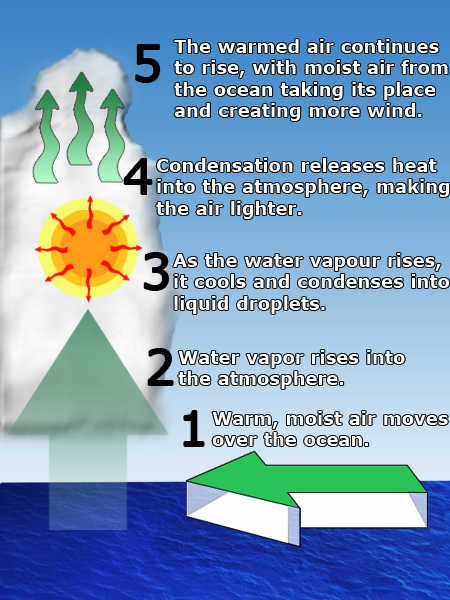 5 The warmed air continues
to rise, with moist air from
the ocean taking its place
and creating more wind.
4 Condensation releases heat
into the atmosphere, making
the air lighter.
3 As the water vapour rises,
it cools and condenses into
liquid droplets.
2 Water vapor rises into
the atmosphere.
1 Warm, moist air moves
over the ocean.